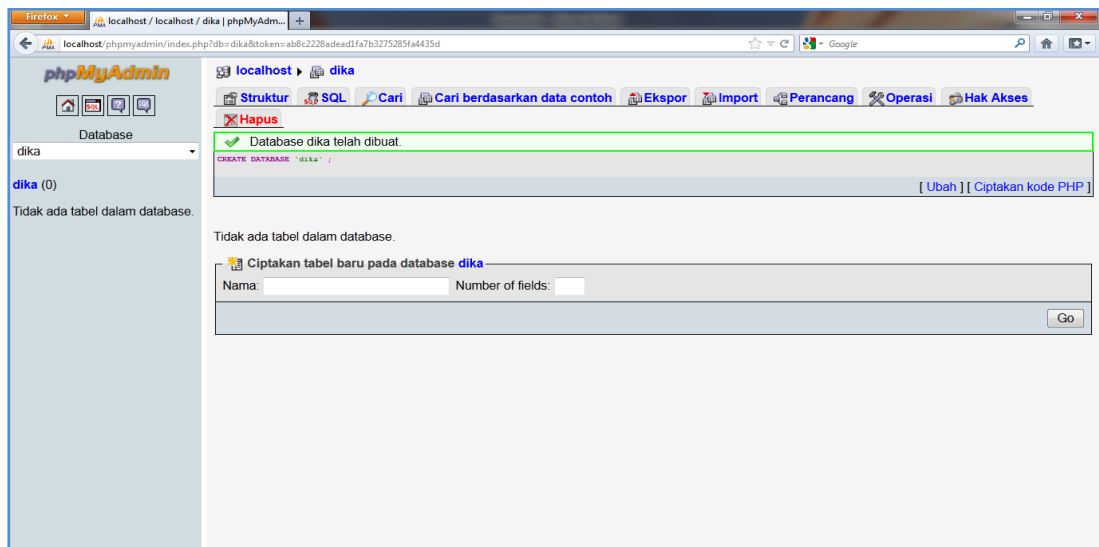 Firefox
localhost / localhost / dika | phpMyAdm...
localhost/phpmyadmin/index.php?db=dika&token=ab8c2228adead1fa7b3275285fa4435d
Google
phpMyAdmin
SQL
Database
dika
dika (0)
Tidak ada tabel dalam database.
localhost ▸ dika
Struktur SQL Cari Cari berdasarkan data contoh Ekspor Import Perancang Operasi Hak Akses
Hapus
Database dika telah dibuat.
CREATE DATABASE `dika` ;
[ Ubah ] [ Ciptakan kode PHP ]
Tidak ada tabel dalam database.
Ciptakan tabel baru pada database dika
Nama: Number of fields:
Go